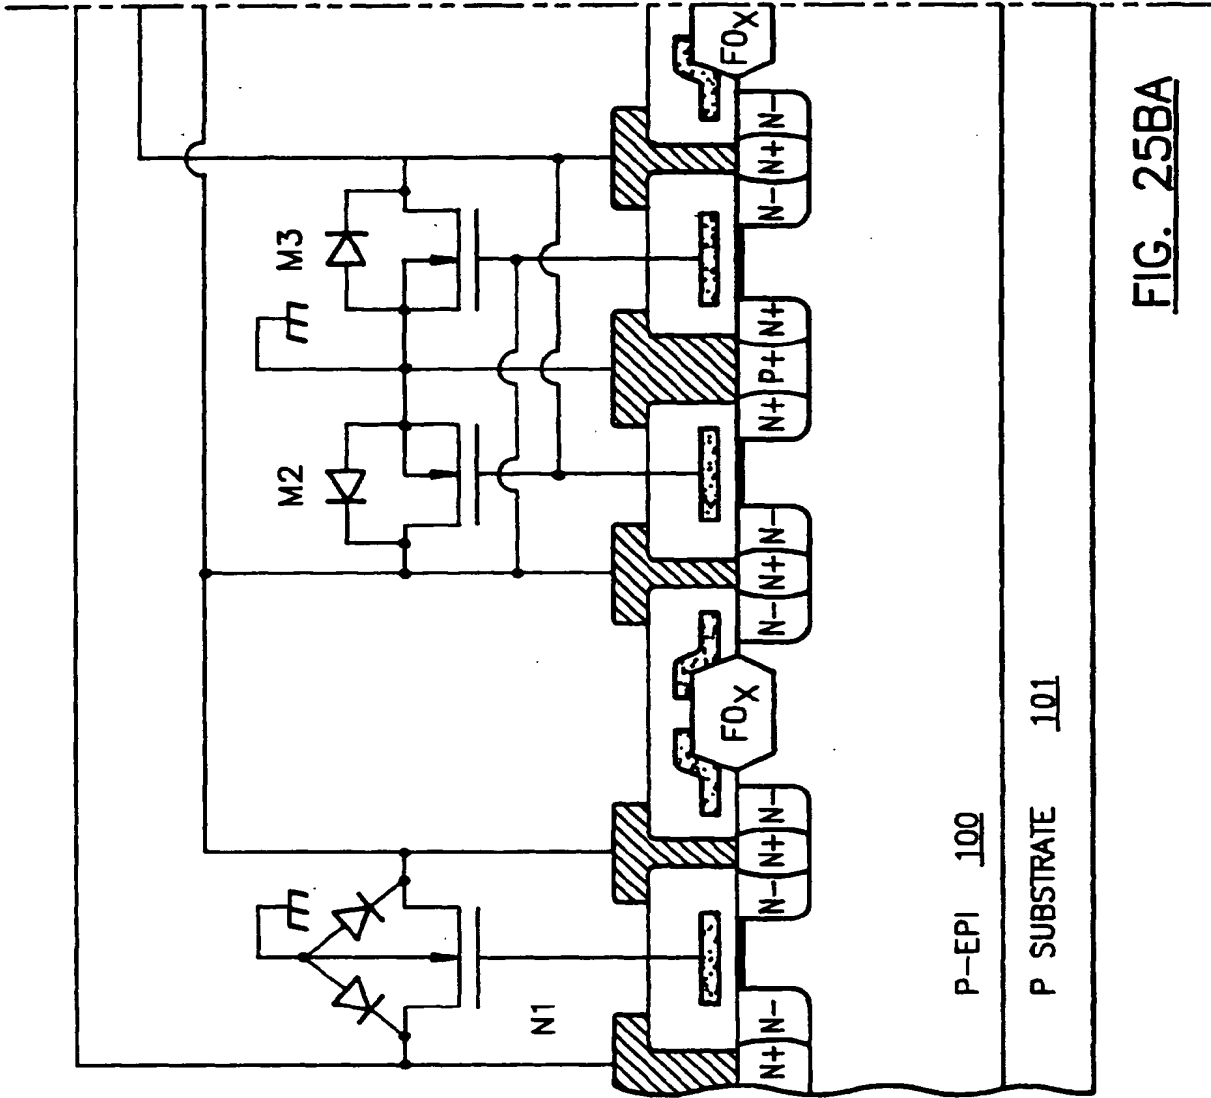 M2 M3
N1
FOX FOX
N+ N- N- N+ N- N- N+ N- N+ P+ N+ N- N+ N-
P-EPI 100
P SUBSTRATE 101
FIG. 25BA